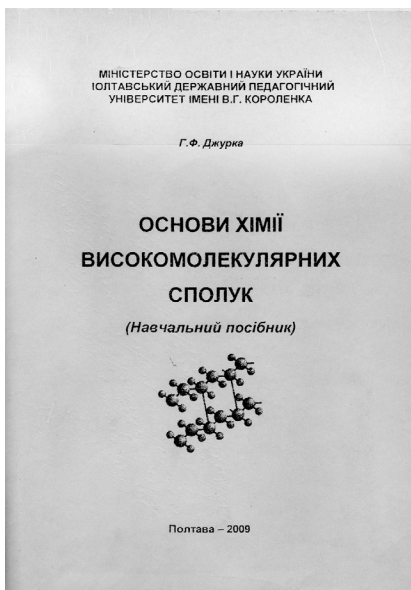 МІНІСТЕРСТВО ОСВІТИ І НАУКИ УКРАЇНИ
ІОЛТАВСЬКИЙ ДЕРЖАВНИЙ ПЕДАГОГІЧНИЙ
УНІВЕРСИТЕТ ІМЕНІ В.Г. КОРОЛЕНКА
Г.Ф. Джурка
ОСНОВИ ХІМІЇ
ВИСОКОМОЛЕКУЛЯРНИХ
СПОЛУК
(Навчальний посібник)
Полтава – 2009